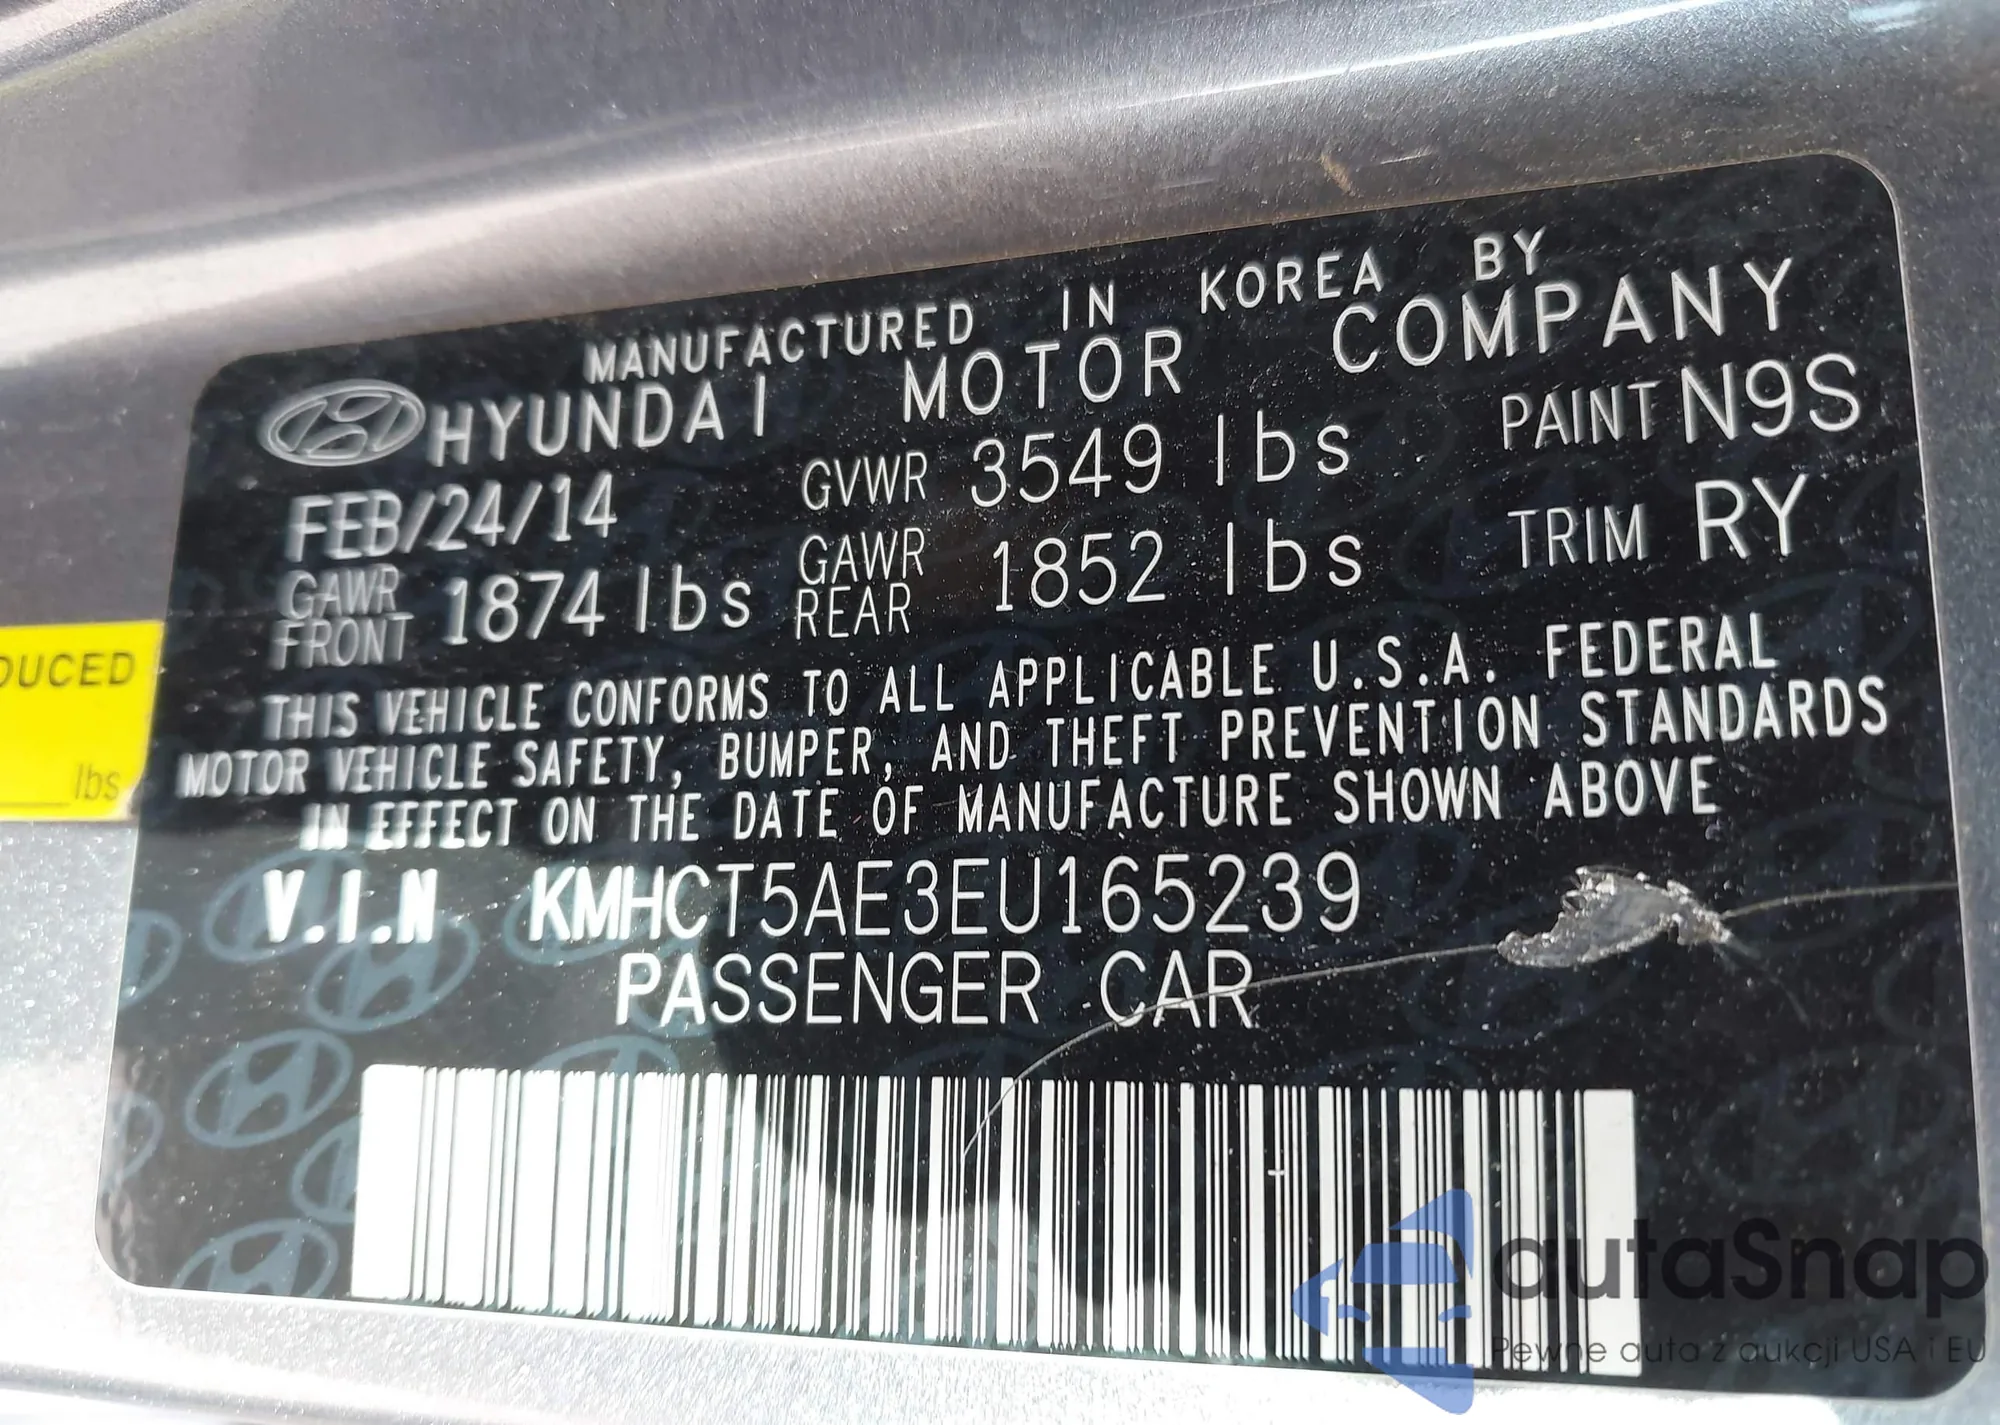 MANUFACTURED IN KOREA BY
HYUNDAI MOTOR COMPANY
FEB/24/14 GVWR 3549 lbs PAINT N9S
GAWR FRONT 1874 lbs GAWR REAR 1852 lbs TRIM RY
THIS VEHICLE CONFORMS TO ALL APPLICABLE U.S.A. FEDERAL
MOTOR VEHICLE SAFETY, BUMPER, AND THEFT PREVENTION STANDARDS
IN EFFECT ON THE DATE OF MANUFACTURE SHOWN ABOVE
V.I.N KMHCT5AE3EU165239
PASSENGER CAR
DUCED
lbs
autaSnap
Pewne auta z aukcji USA i EU